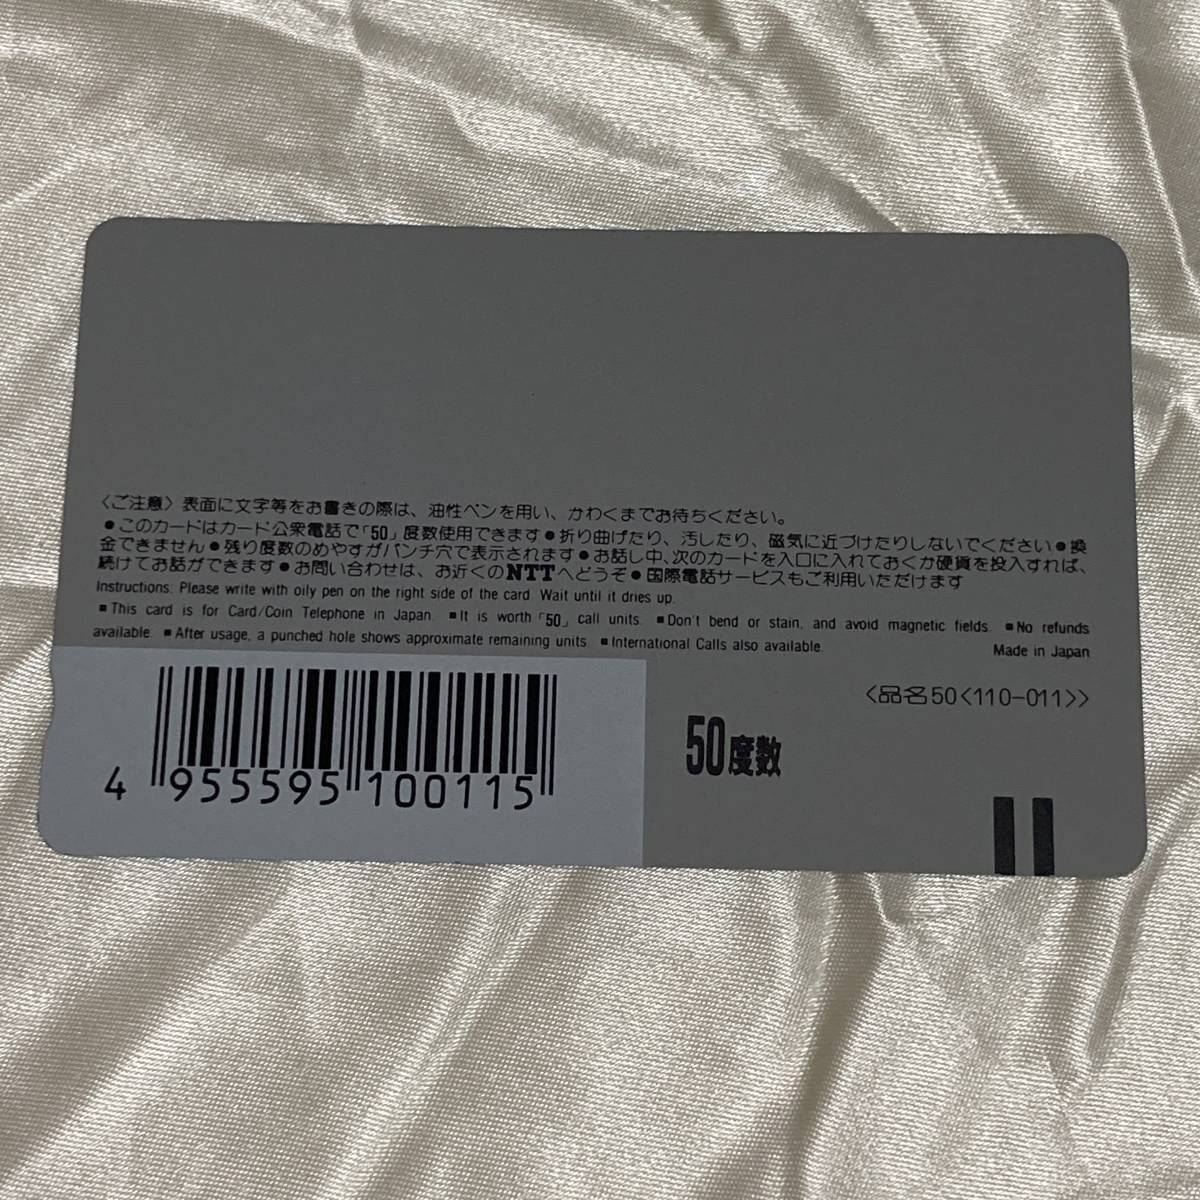 〈ご注意〉表面に文字等をお書きの際は、油性ペンを用い、かわくまでお待ちください。
●このカードはカード公衆電話で「50」度数使用できます●折り曲げたり、汚したり、磁気に近づけたりしないでください●換
金できません●残り度数のめやすがパンチ穴で表示されます●お話し中、次のカードを入口に入れておくか硬貨を投入すれば、
続けてお話ができます●お問い合わせは、お近くのNTTへどうぞ●国際電話サービスもご利用いただけます
Instructions: Please write with oily pen on the right side of the card. Wait until it dries up.
■This card is for Card/Coin Telephone in Japan. ■It is worth「50」call units. ■Don't bend or stain, and avoid magnetic fields. ■No refunds
available. ■After usage, a punched hole shows approximate remaining units. ■International Calls also available.
Made in Japan
〈品名50〈110-011〉〉
50度数
4 955595 100115